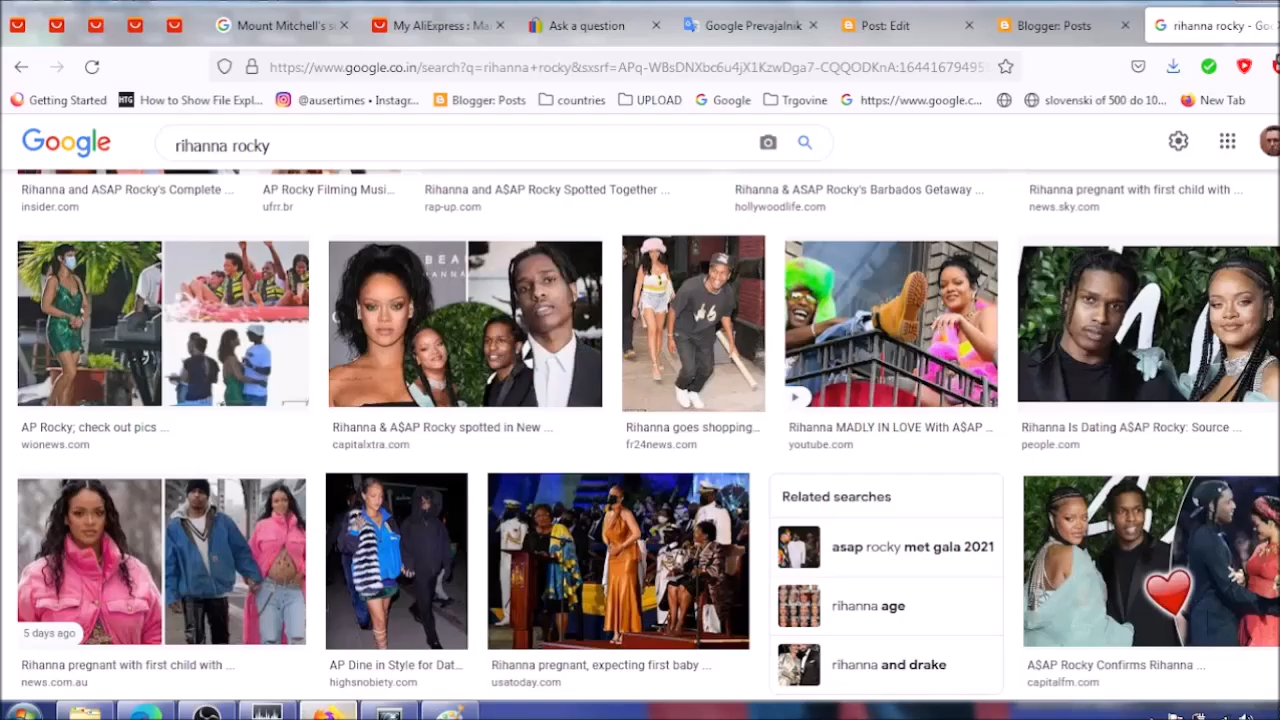 Mount Mitchell's s
My AliExpress : Ma
Ask a question
Google Prevajalnik
Post: Edit
Blogger: Posts
rihanna rocky - Goo
https://www.google.co.in/search?q=rihanna+rocky&sxsrf=APq-WBsDNXbc6u4jX1KzwDga7-CQQODKnA:16441679495
Getting Started
HTG
How to Show File Expl...
@ausertimes • Instagr...
Blogger: Posts
countries
UPLOAD
Google
Trgovine
https://www.google.c...
slovenski of 500 do 10...
New Tab
Google
rihanna rocky
Rihanna and A$AP Rocky's Complete ...
insider.com
AP Rocky Filming Musi...
ufrr.br
Rihanna and A$AP Rocky Spotted Together ...
rap-up.com
Rihanna & A$AP Rocky's Barbados Getaway ...
hollywoodlife.com
Rihanna pregnant with first child with ...
news.sky.com
AP Rocky; check out pics ...
wionews.com
Rihanna & A$AP Rocky spotted in New ...
capitalxtra.com
Rihanna goes shopping...
fr24news.com
Rihanna MADLY IN LOVE With A$AP ...
youtube.com
Rihanna Is Dating A$AP Rocky: Source ...
people.com
5 days ago
Rihanna pregnant with first child with ...
news.com.au
AP Dine in Style for Dat...
highsnobiety.com
Rihanna pregnant, expecting first baby ...
usatoday.com
Related searches
asap rocky met gala 2021
rihanna age
rihanna and drake
A$AP Rocky Confirms Rihanna ...
capitalfm.com